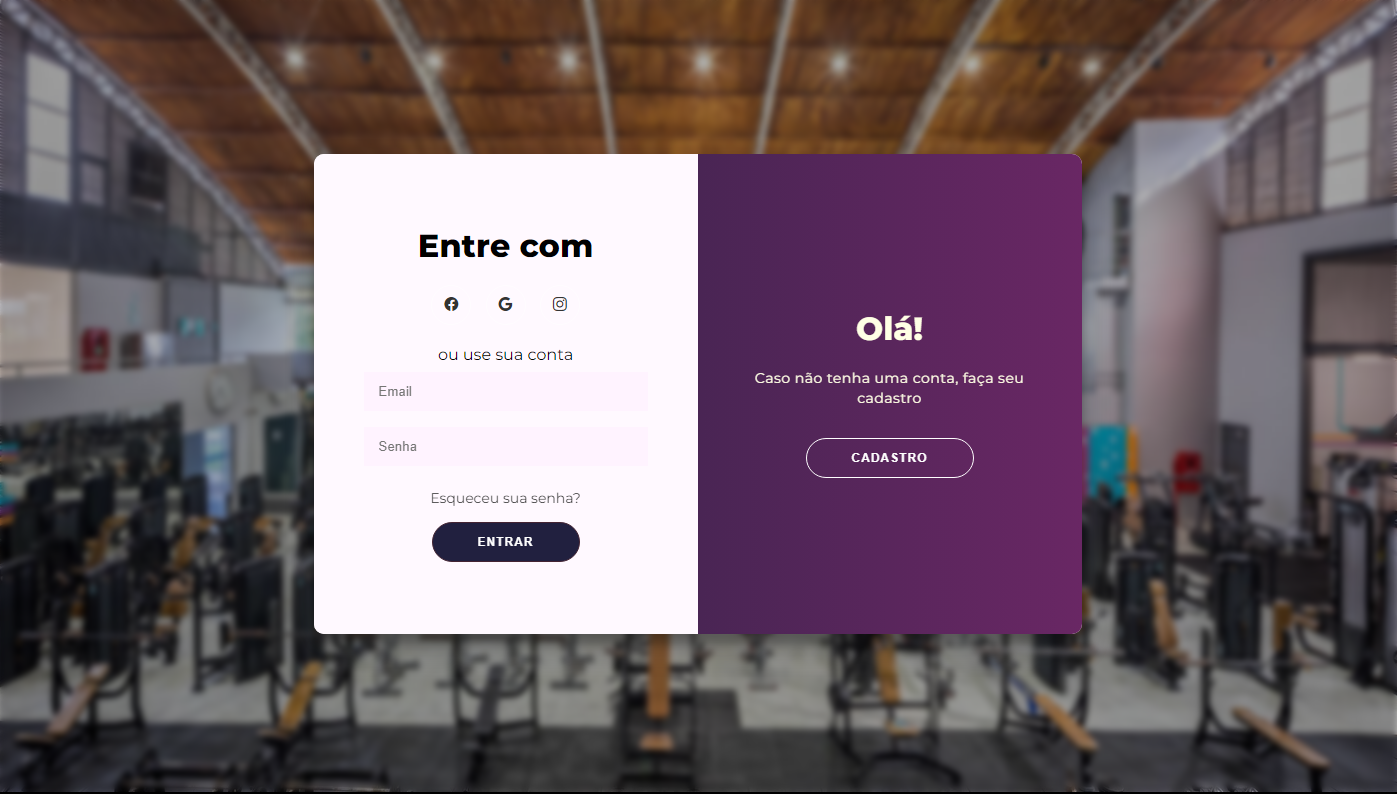 Entre com
ou use sua conta
Email
Senha
Esqueceu sua senha?
ENTRAR
Olá!
Caso não tenha uma conta, faça seu
cadastro
CADASTRO